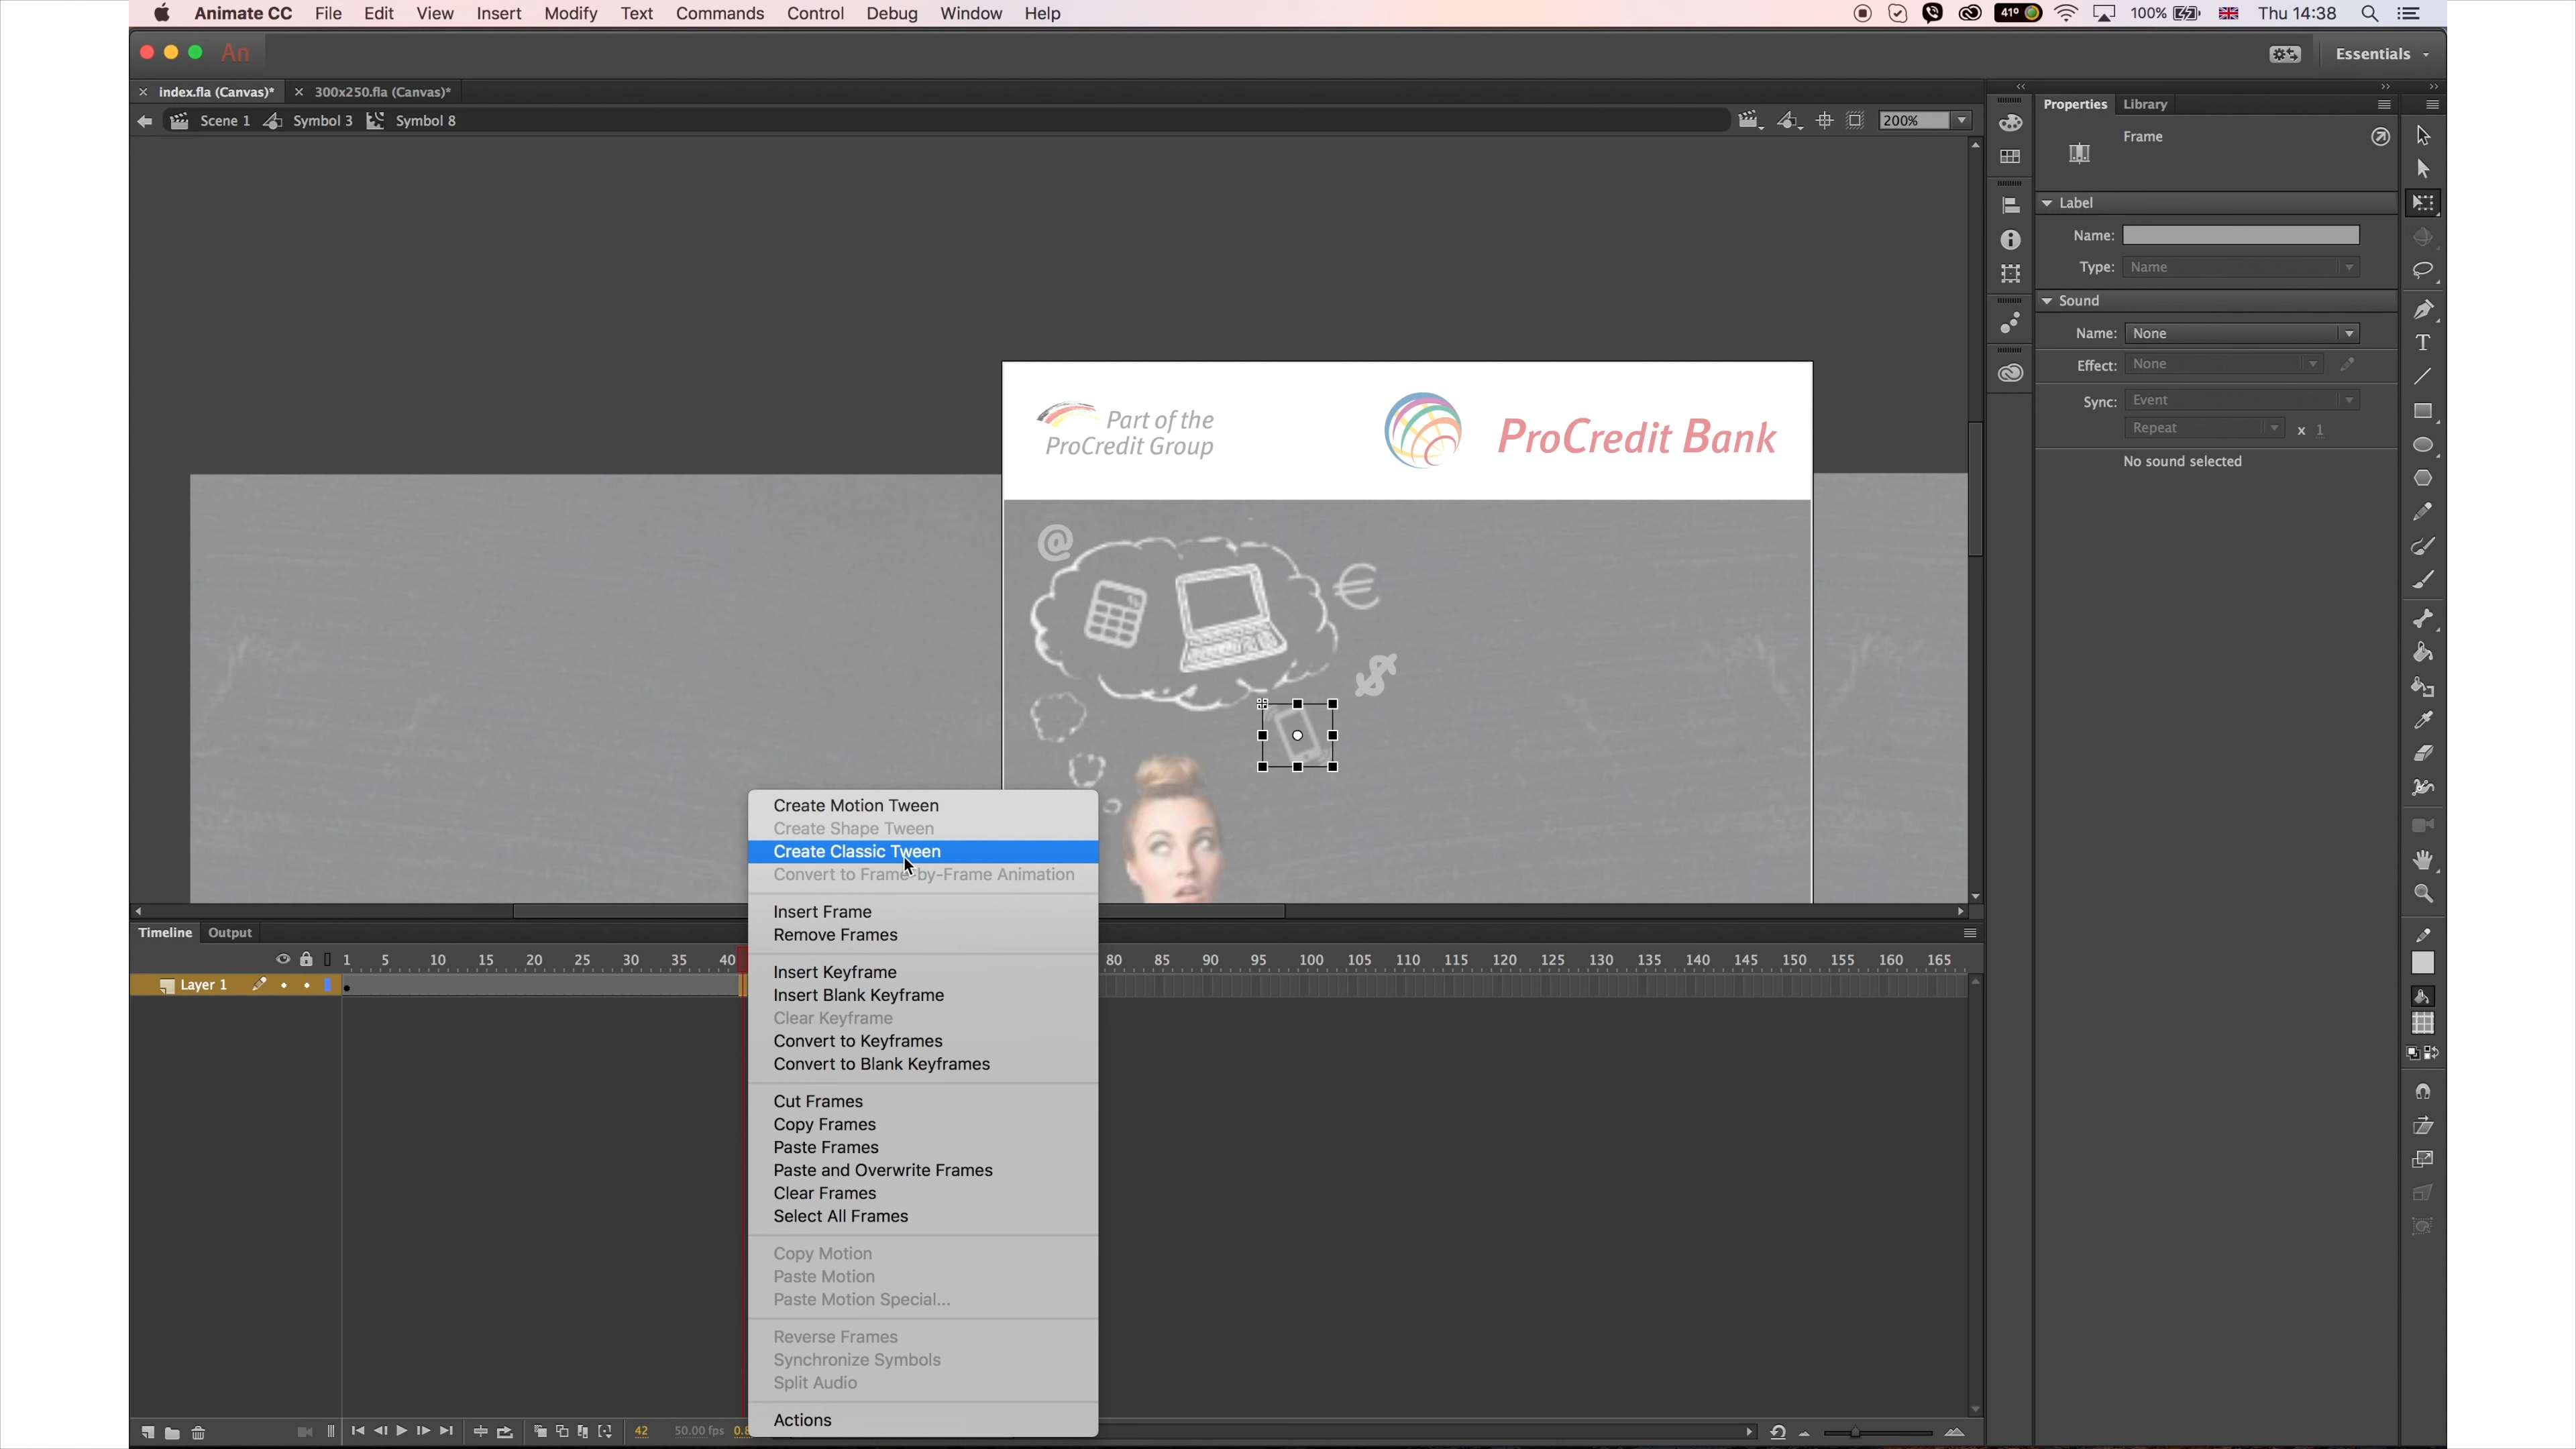 Animate CC File Edit View Insert Modify Text Commands Control Debug Window Help 41° 100% Thu 14:38
An Essentials
index.fla (Canvas)* 300x250.fla (Canvas)*
Scene 1 Symbol 3 Symbol 8 200%
Properties Library
Frame
Label
Name:
Type: Name
Sound
Name: None
Effect: None
Sync: Event
Repeat x 1
No sound selected
Part of the
ProCredit Group
ProCredit Bank
@
€
$
%
Create Motion Tween
Create Shape Tween
Create Classic Tween
Convert to Frame-by-Frame Animation
Insert Frame
Remove Frames
Insert Keyframe
Insert Blank Keyframe
Clear Keyframe
Convert to Keyframes
Convert to Blank Keyframes
Cut Frames
Copy Frames
Paste Frames
Paste and Overwrite Frames
Clear Frames
Select All Frames
Copy Motion
Paste Motion
Paste Motion Special...
Reverse Frames
Synchronize Symbols
Split Audio
Actions
Timeline Output
1 5 10 15 20 25 30 35 40 80 85 90 95 100 105 110 115 120 125 130 135 140 145 150 155 160 165
Layer 1
42 50.00 fps